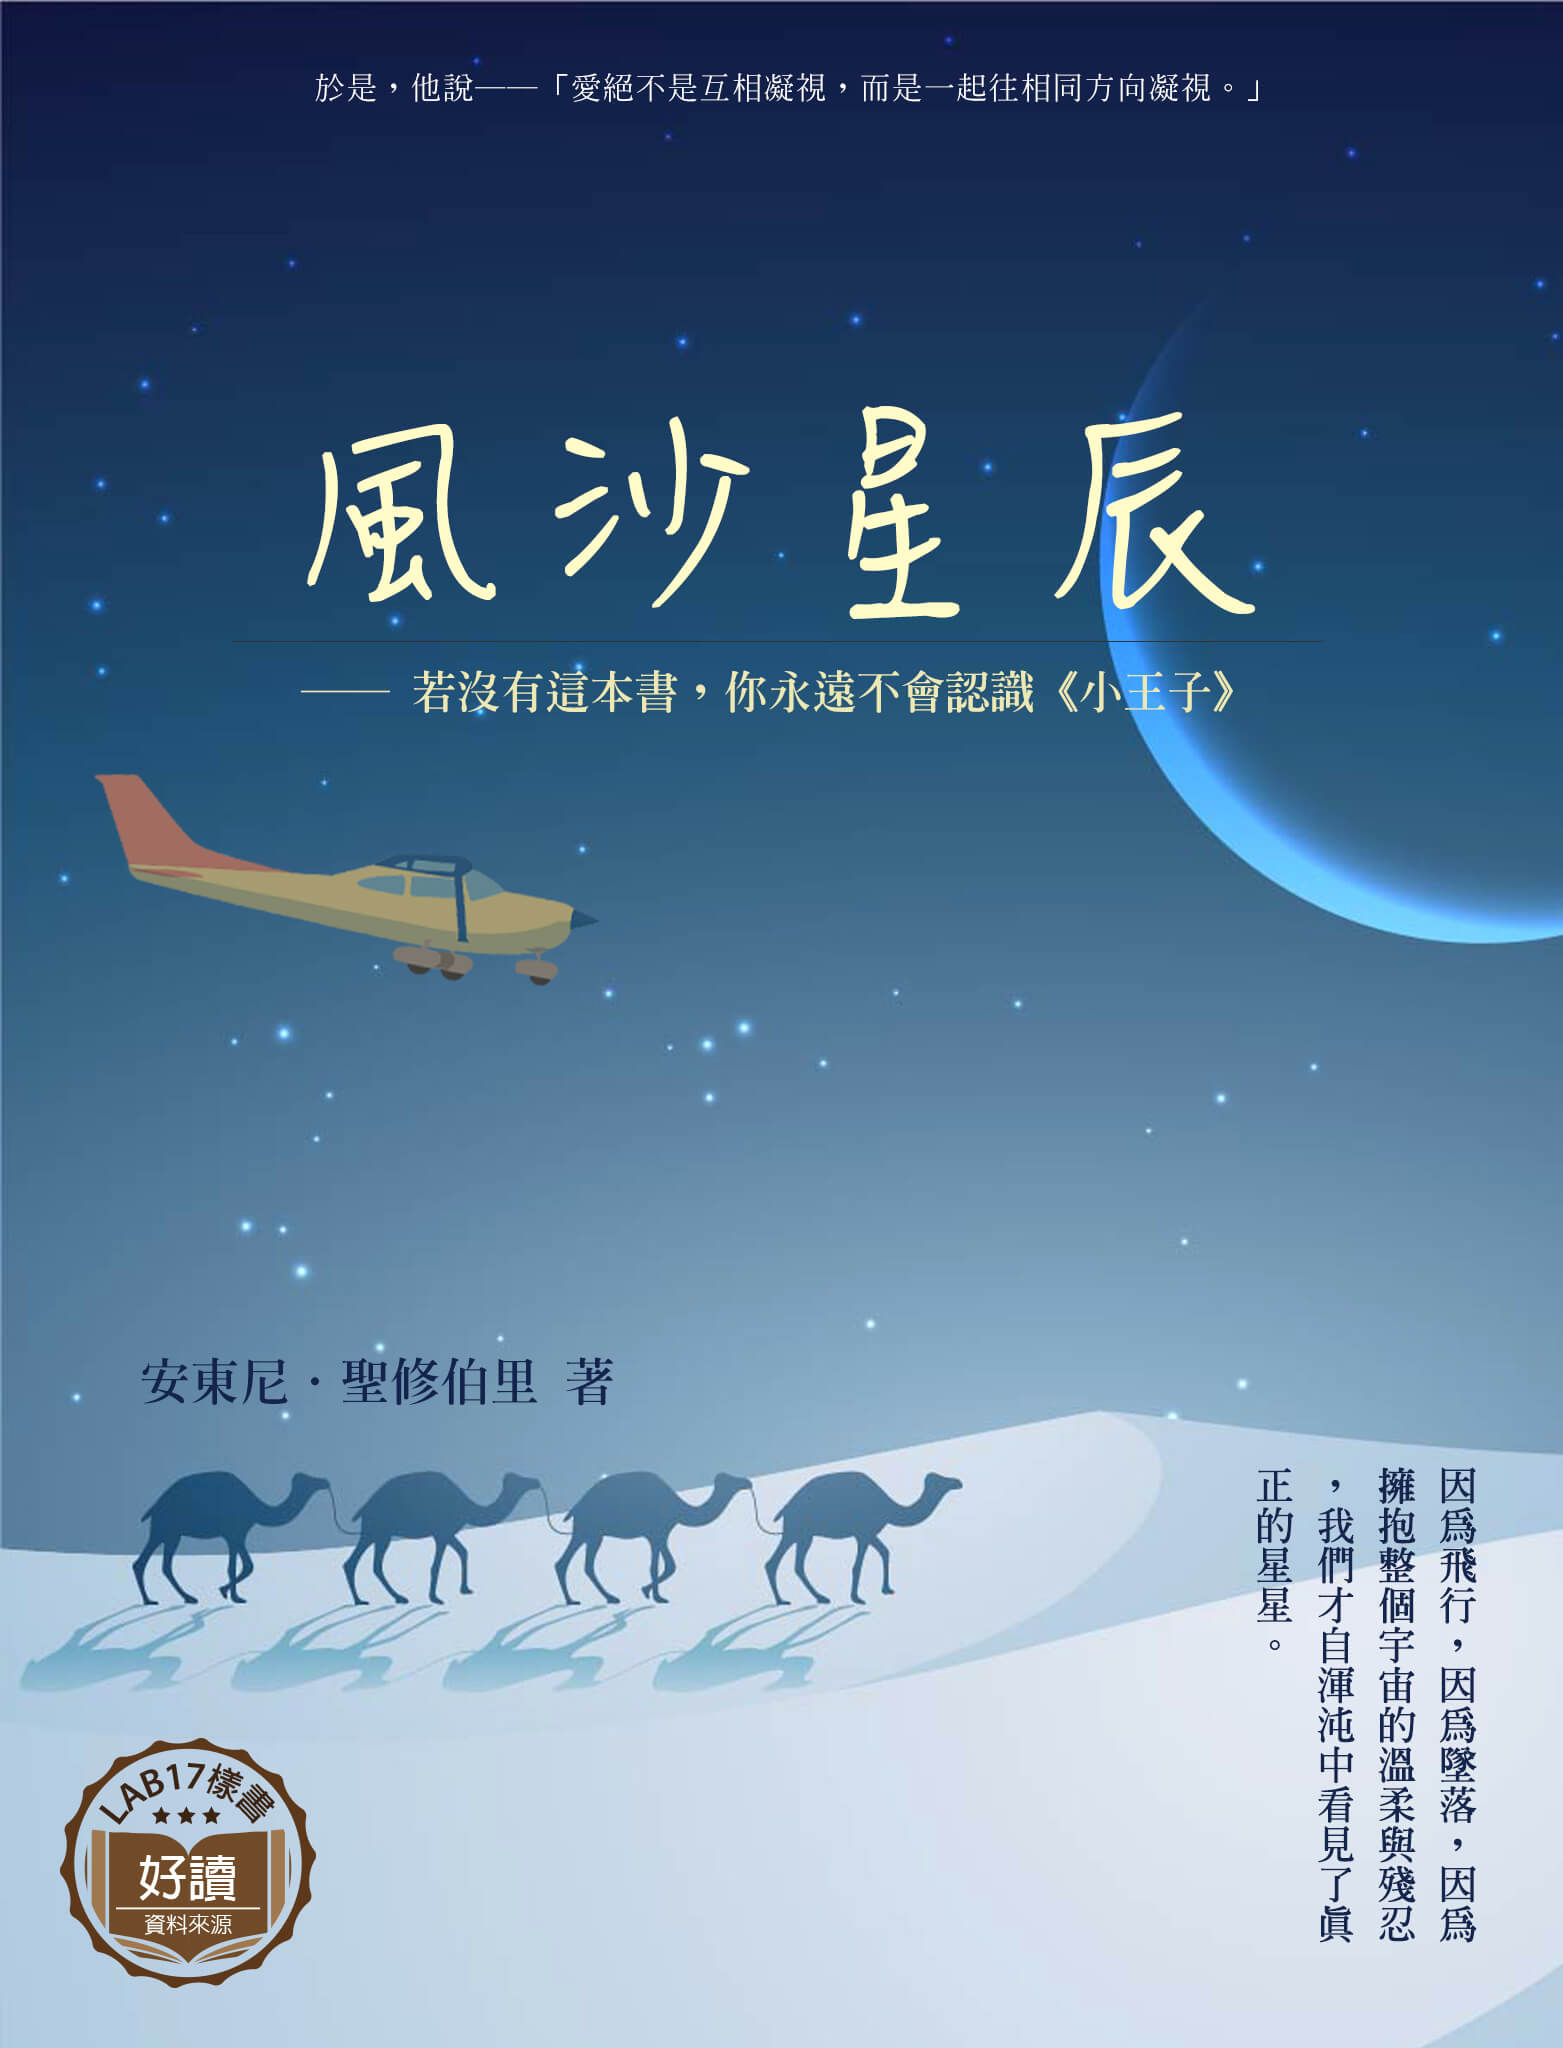 於是，他說——「愛絕不是互相凝視，而是一起往相同方向凝視。」
風沙星辰
—— 若沒有這本書，你永遠不會認識《小王子》
安東尼．聖修伯里 著
因為飛行，因為墜落，因為
擁抱整個宇宙的溫柔與殘忍
，我們才自渾沌中看見了真
正的星星。
LAB17樣書
好讀
資料來源